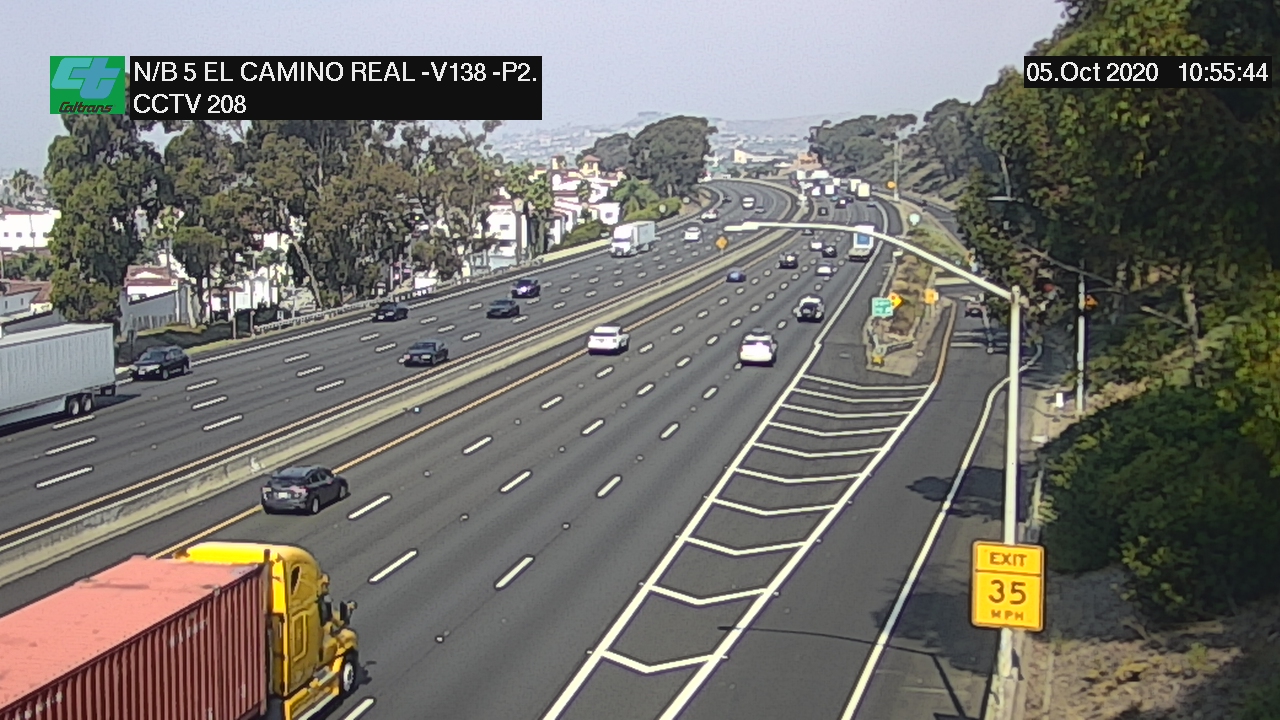 Caltrans
N/B 5 EL CAMINO REAL -V138 -P2.
CCTV 208
05.Oct 2020 10:55:44
EXIT
35
MPH